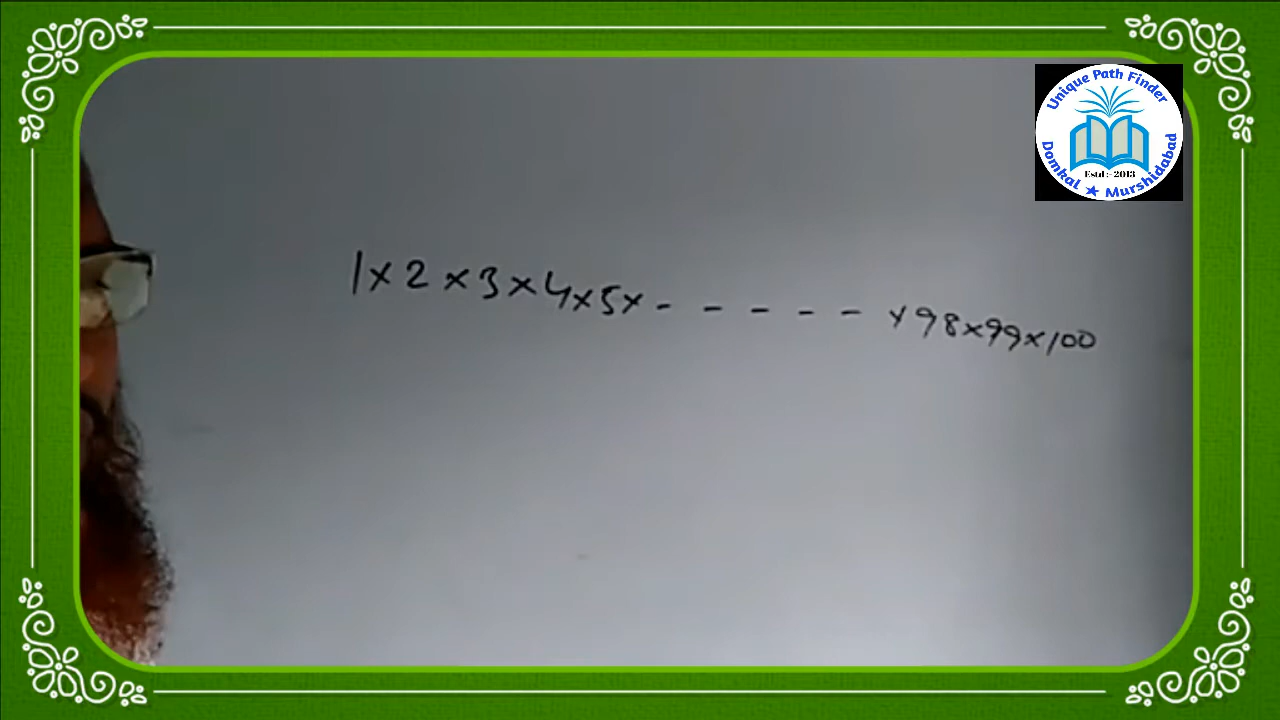 Unique Path Finder
Estd :- 2013
Domkal ★ Murshidabad
1×2×3×4×5×- - - - - ×98×99×100